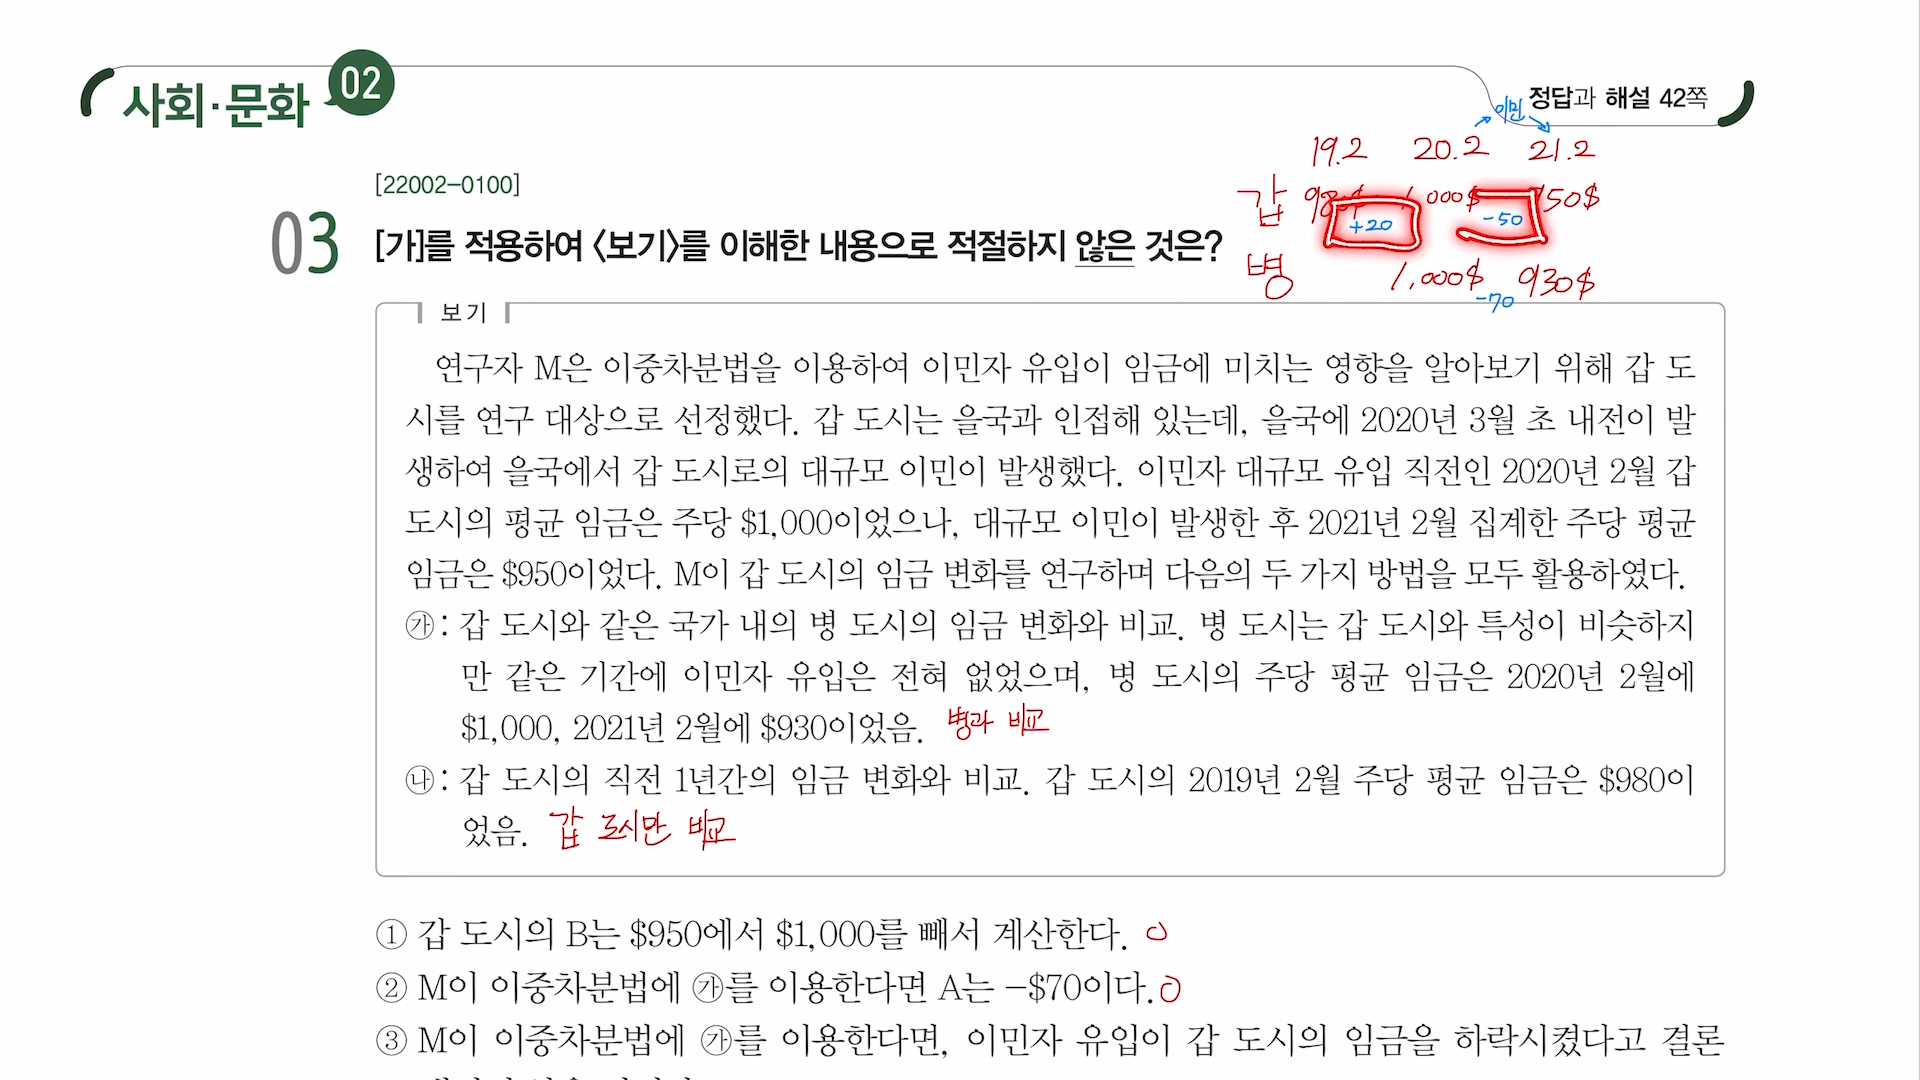 사회·문화 02
정답과 해설 42쪽
이민
19.2 20.2 21.2
갑 980$ 1,000$ 950$
+20 -50
병 1,000$ 930$
-70
[22002-0100]
03 [가]를 적용하여 <보기>를 이해한 내용으로 적절하지 않은 것은?
보기
연구자 M은 이중차분법을 이용하여 이민자 유입이 임금에 미치는 영향을 알아보기 위해 갑 도
시를 연구 대상으로 선정했다. 갑 도시는 을국과 인접해 있는데, 을국에 2020년 3월 초 내전이 발
생하여 을국에서 갑 도시로의 대규모 이민이 발생했다. 이민자 대규모 유입 직전인 2020년 2월 갑
도시의 평균 임금은 주당 $1,000이었으나, 대규모 이민이 발생한 후 2021년 2월 집계한 주당 평균
임금은 $950이었다. M이 갑 도시의 임금 변화를 연구하며 다음의 두 가지 방법을 모두 활용하였다.
㉮: 갑 도시와 같은 국가 내의 병 도시의 임금 변화와 비교. 병 도시는 갑 도시와 특성이 비슷하지
만 같은 기간에 이민자 유입은 전혀 없었으며, 병 도시의 주당 평균 임금은 2020년 2월에
$1,000, 2021년 2월에 $930이었음. 병과 비교
㉯: 갑 도시의 직전 1년간의 임금 변화와 비교. 갑 도시의 2019년 2월 주당 평균 임금은 $980이
었음. 갑 도시만 비교
① 갑 도시의 B는 $950에서 $1,000를 빼서 계산한다. O
② M이 이중차분법에 ㉮를 이용한다면 A는 -$70이다. O
③ M이 이중차분법에 ㉮를 이용한다면, 이민자 유입이 갑 도시의 임금을 하락시켰다고 결론